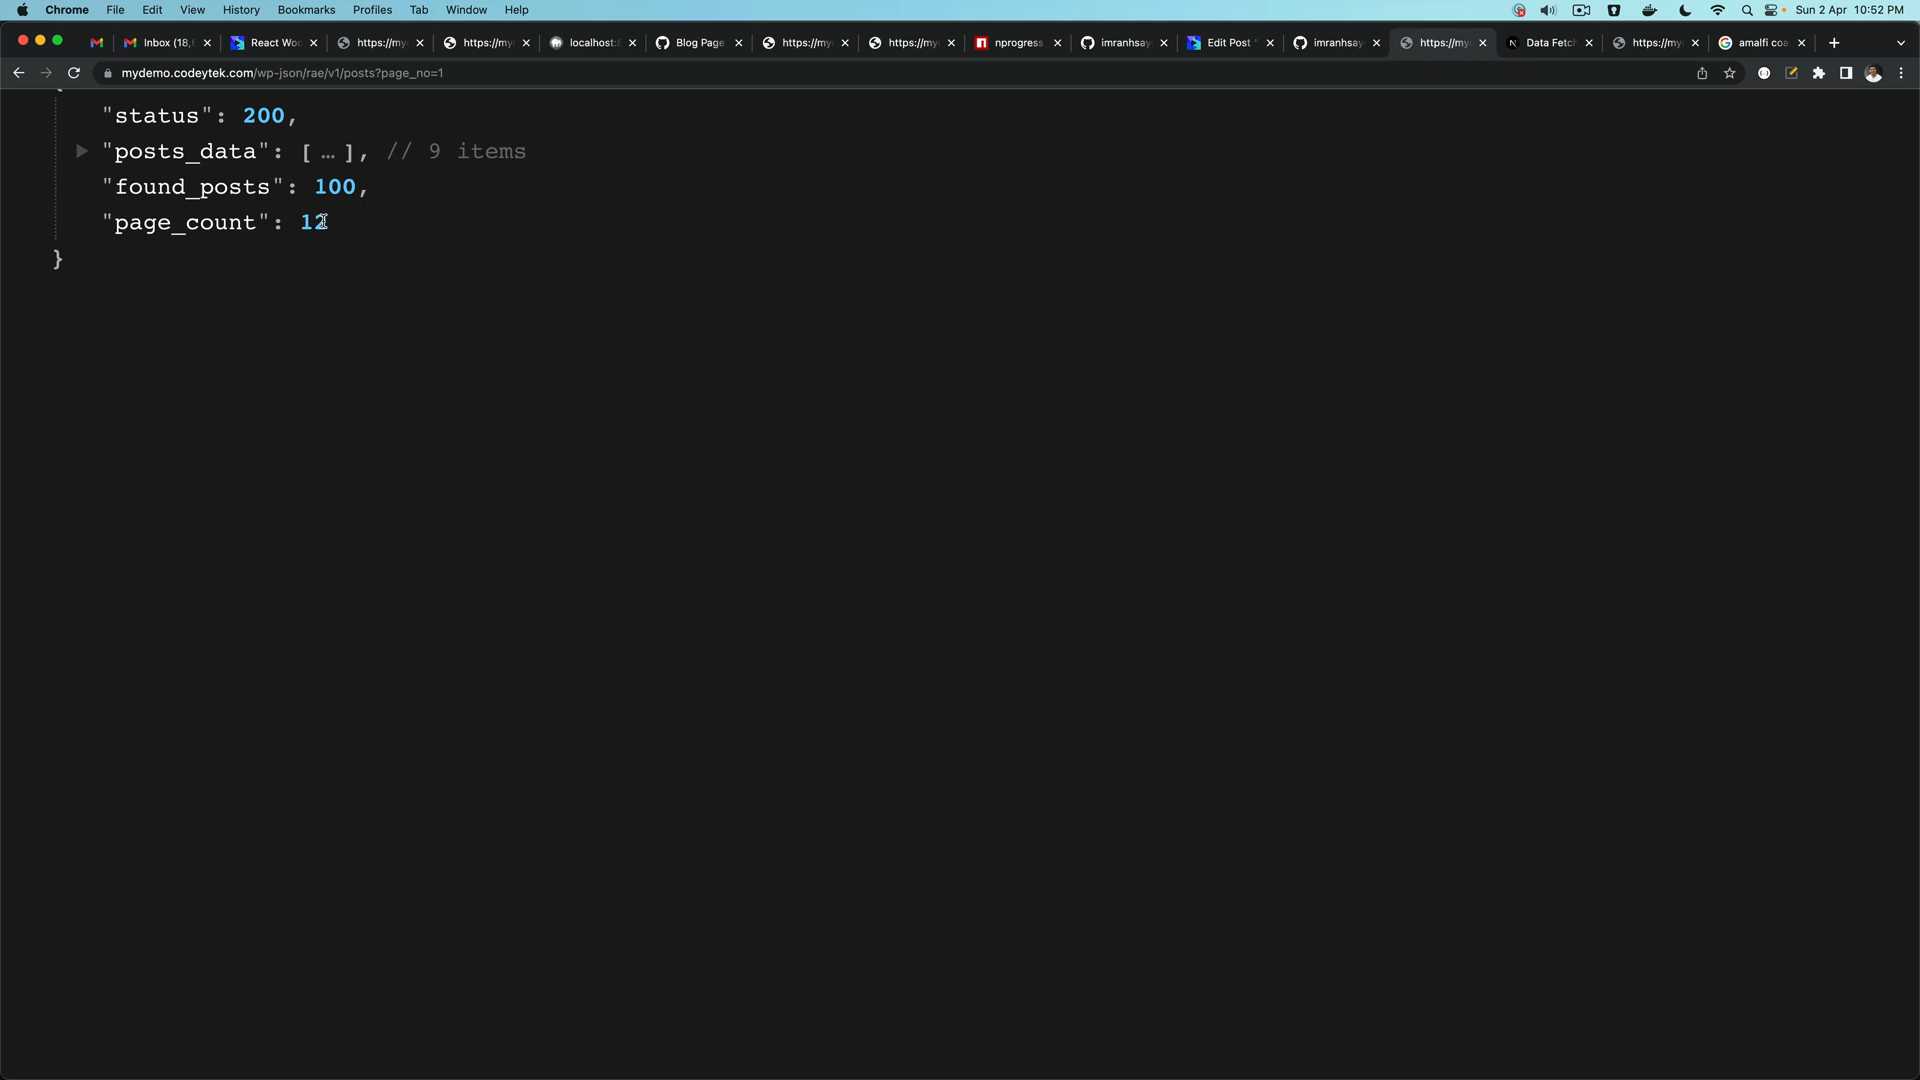 Chrome File Edit View History Bookmarks Profiles Tab Window Help Sun 2 Apr 10:52 PM
Inbox (18, React Woo https://my https://my localhost:8 Blog Page https://my https://my nprogress imranhsay Edit Post imranhsay https://my Data Fetch https://my amalfi coa
mydemo.codeytek.com/wp-json/rae/v1/posts?page_no=1
"status": 200,
"posts_data": [ … ], // 9 items
"found_posts": 100,
"page_count": 12
}